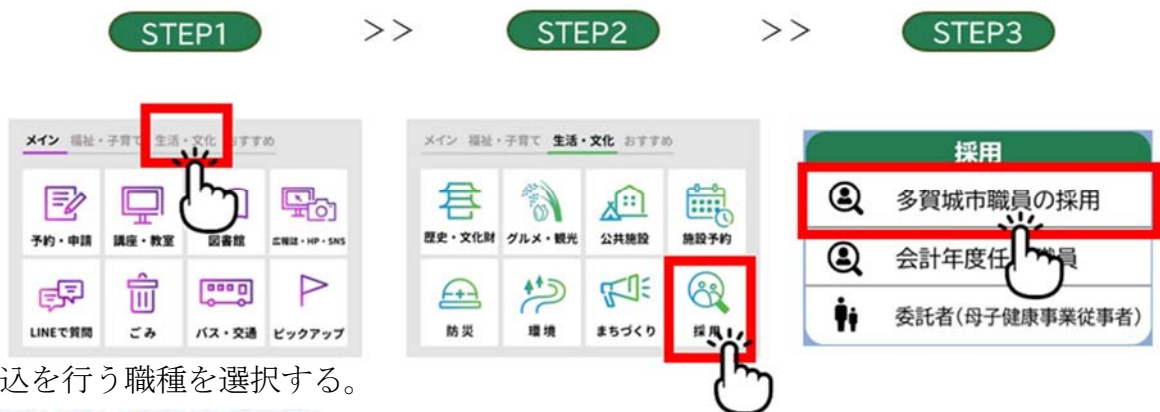 STEP1 >> STEP2 >> STEP3
メイン 福祉・子育て 生活・文化 おすすめ
予約・申請 講座・教室 図書館 広報誌・HP・SNS
LINEで質問 ごみ バス・交通 ピックアップ
メイン 福祉・子育て 生活・文化 おすすめ
歴史・文化財 グルメ・観光 公共施設 施設予約
防災 環境 まちづくり 採用
採用
多賀城市職員の採用
会計年度任 職員
委託者(母子健康事業従事者)
込を行う職種を選択する。